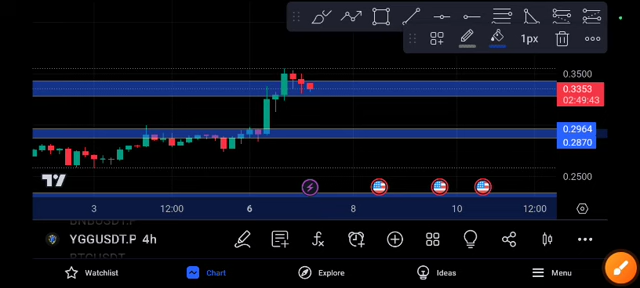 1px
0.3500
0.3353
02:49:43
0.2964
0.2870
0.2500
3
12:00
6
8
10
12:00
YGGUSDT.P 4h
Watchlist
Chart
Explore
Ideas
Menu